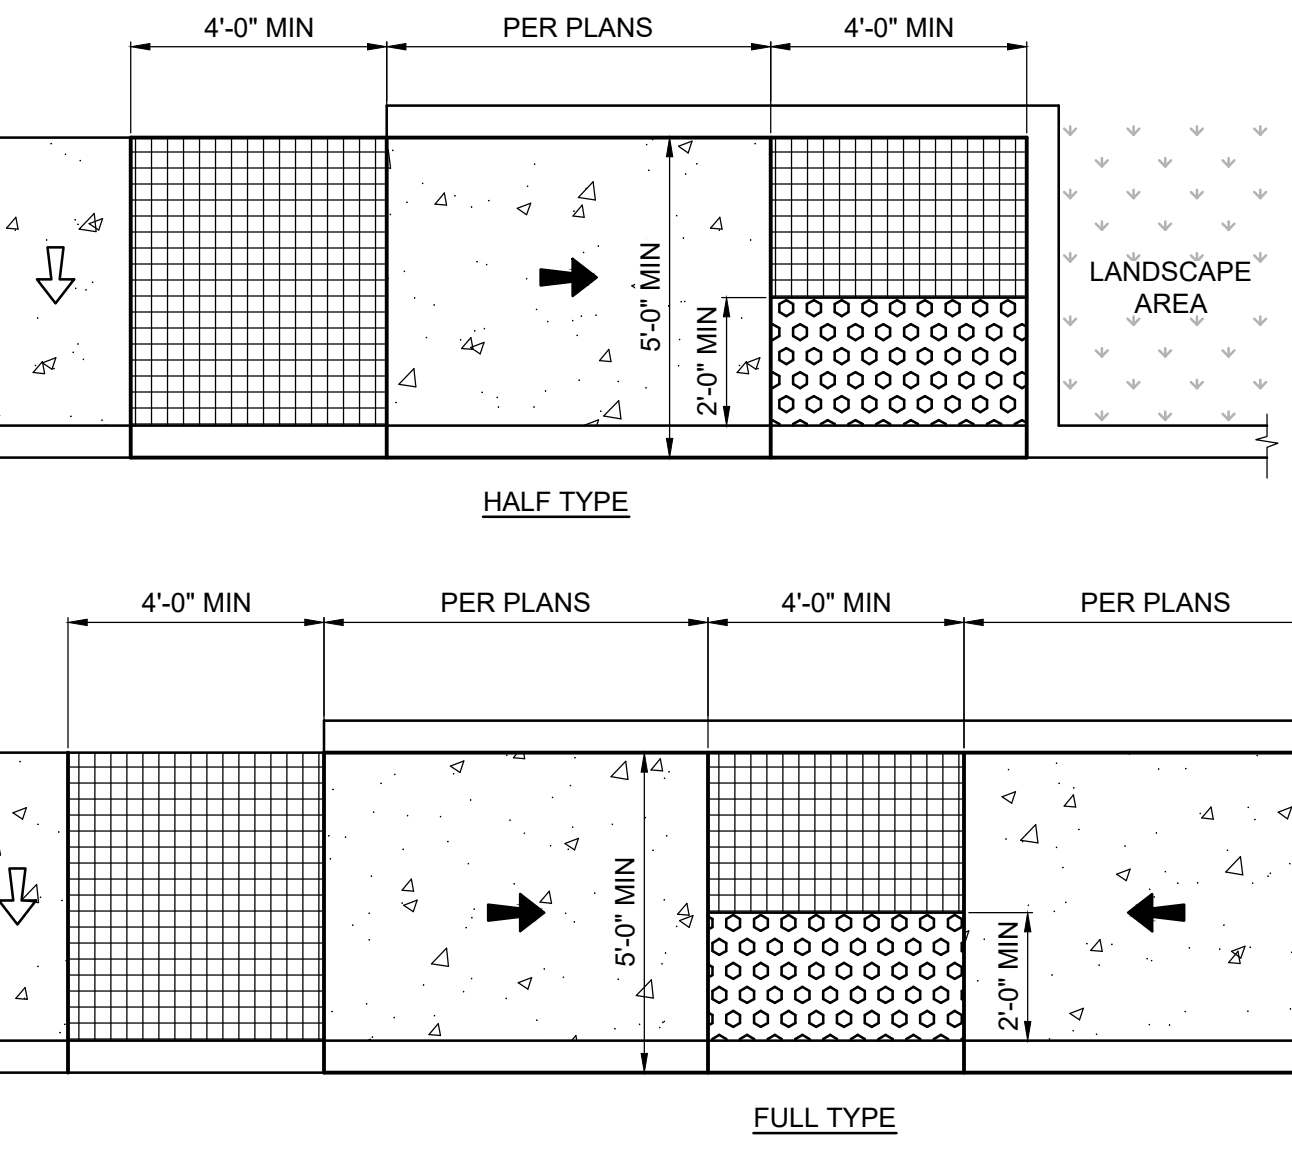 4'-0" MIN
PER PLANS
4'-0" MIN
5'-0" MIN
2'-0" MIN
LANDSCAPE
AREA
HALF TYPE
4'-0" MIN
PER PLANS
4'-0" MIN
PER PLANS
5'-0" MIN
2'-0" MIN
FULL TYPE